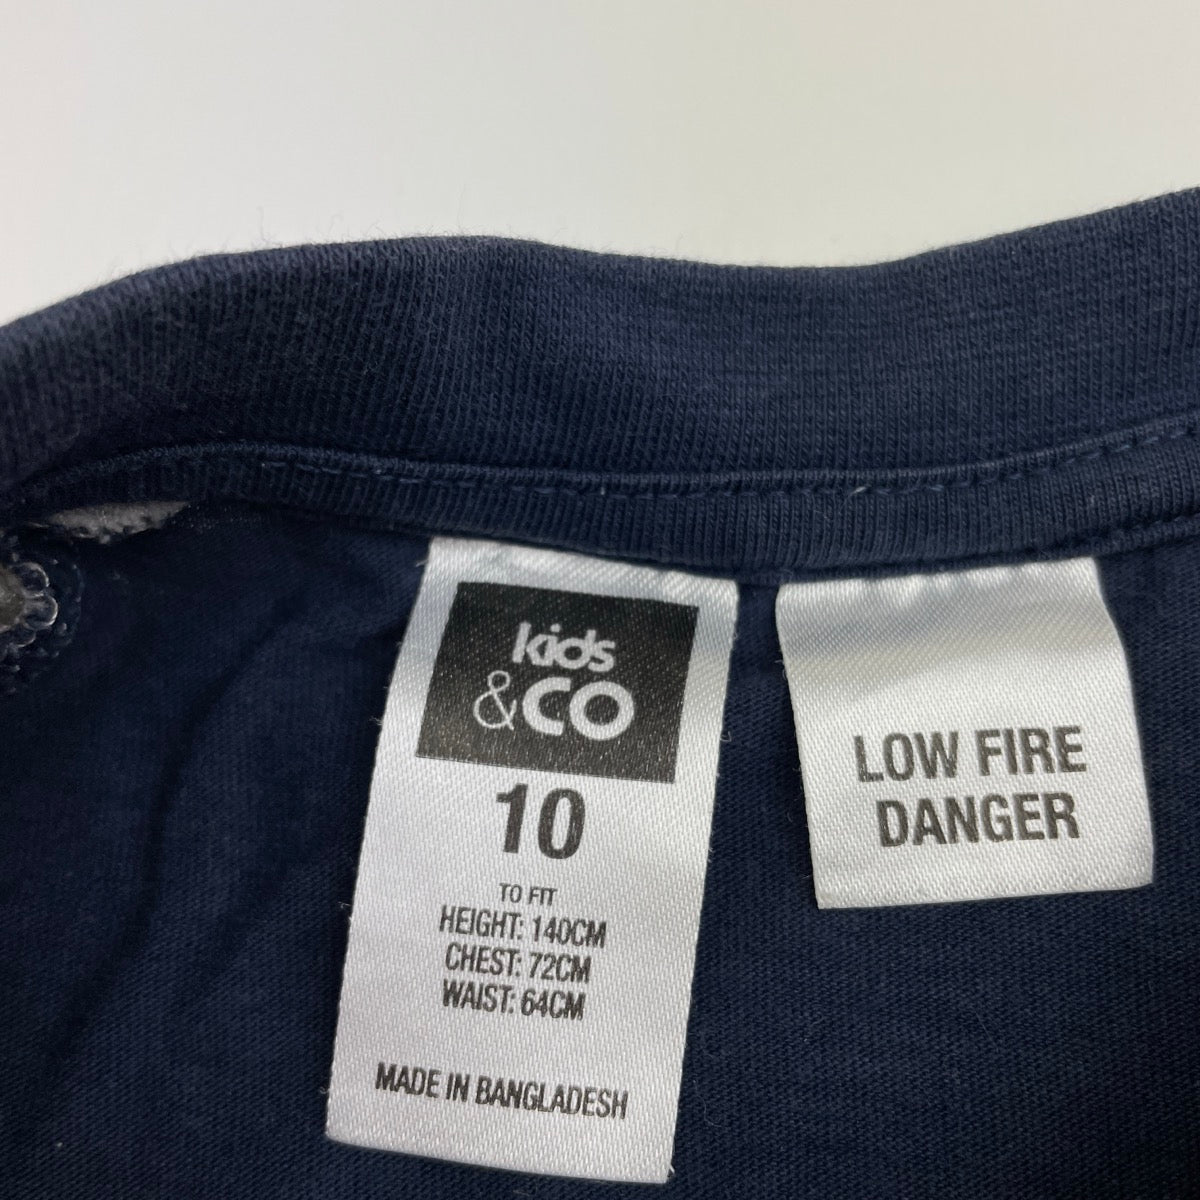 kids
&CO
10
TO FIT
HEIGHT: 140CM
CHEST: 72CM
WAIST: 64CM
MADE IN BANGLADESH
LOW FIRE
DANGER